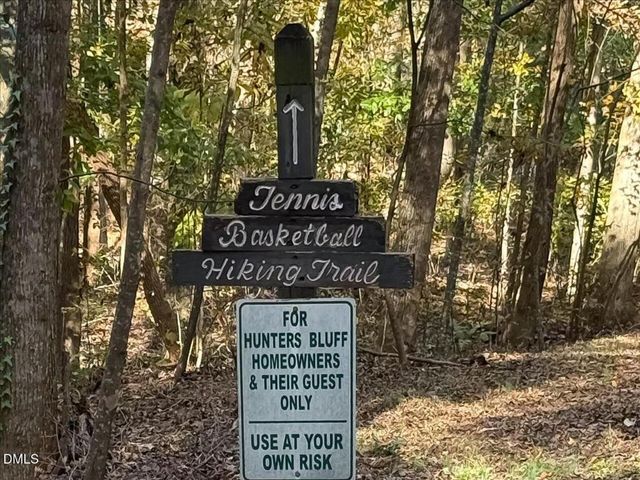 Tennis
Basketball
Hiking Trail
FOR
HUNTERS BLUFF
HOMEOWNERS
& THEIR GUEST
ONLY
USE AT YOUR
OWN RISK
DMLS